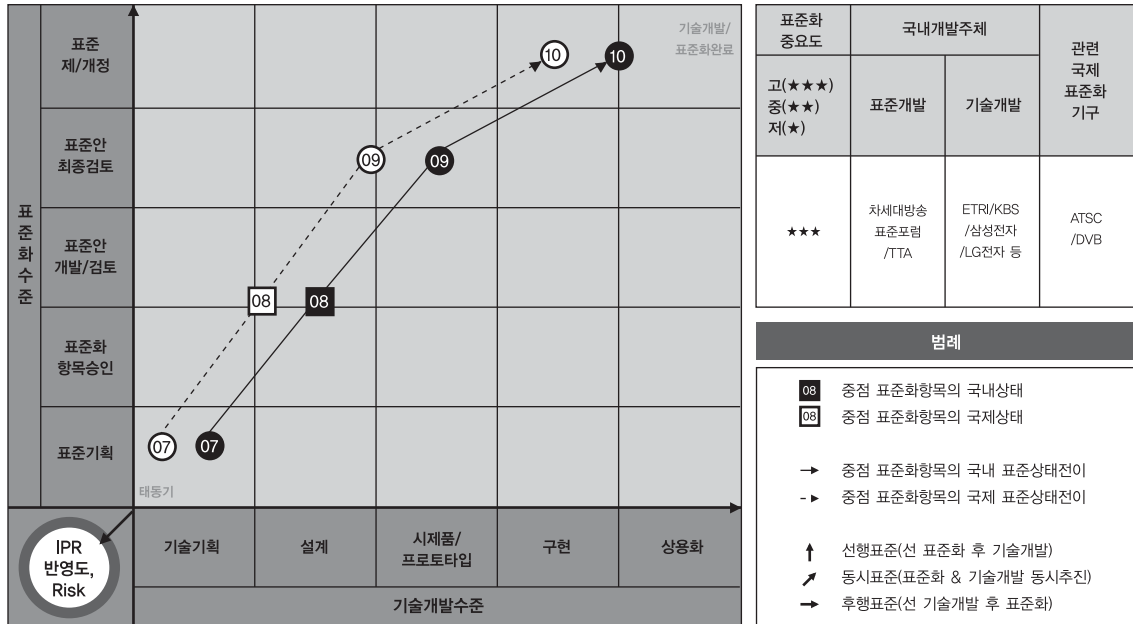 표준화수준
표준
제/개정
표준안
최종검토
표준안
개발/검토
표준화
항목승인
표준기획
기술개발/
표준화완료
10
10
09
09
08
08
07
07
태동기
IPR
반영도,
Risk
기술기획
설계
시제품/
프로토타입
구현
상용화
기술개발수준
표준화
중요도
국내개발주체
관련
국제
표준화
기구
고(★★★)
중(★★)
저(★)
표준개발
기술개발
★★★
차세대방송
표준포럼
/TTA
ETRI/KBS
/삼성전자
/LG전자 등
ATSC
/DVB
범례
08 중점 표준화항목의 국내상태
08 중점 표준화항목의 국제상태
중점 표준화항목의 국내 표준상태전이
중점 표준화항목의 국제 표준상태전이
선행표준(선 표준화 후 기술개발)
동시표준(표준화 & 기술개발 동시추진)
후행표준(선 기술개발 후 표준화)